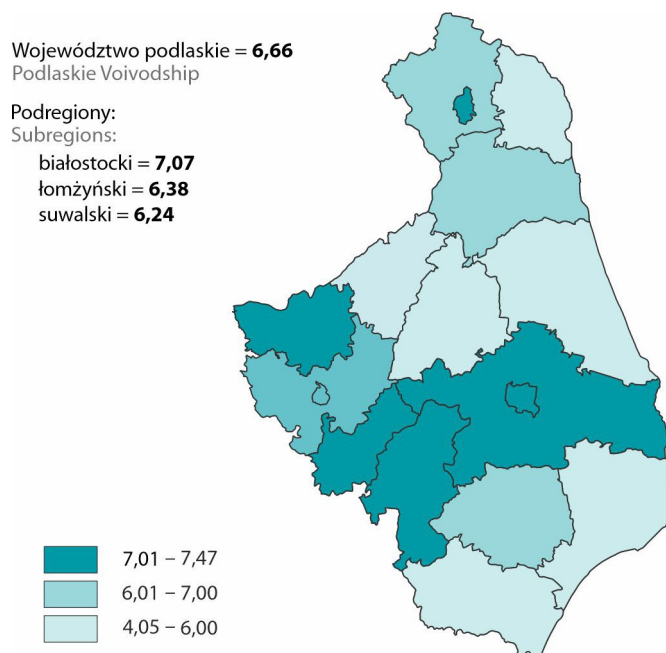 Województwo podlaskie = 6,66
Podlaskie Voivodship
Podregiony:
Subregions:
białostocki = 7,07
łomżyński = 6,38
suwalski = 6,24
7,01 – 7,47
6,01 – 7,00
4,05 – 6,00